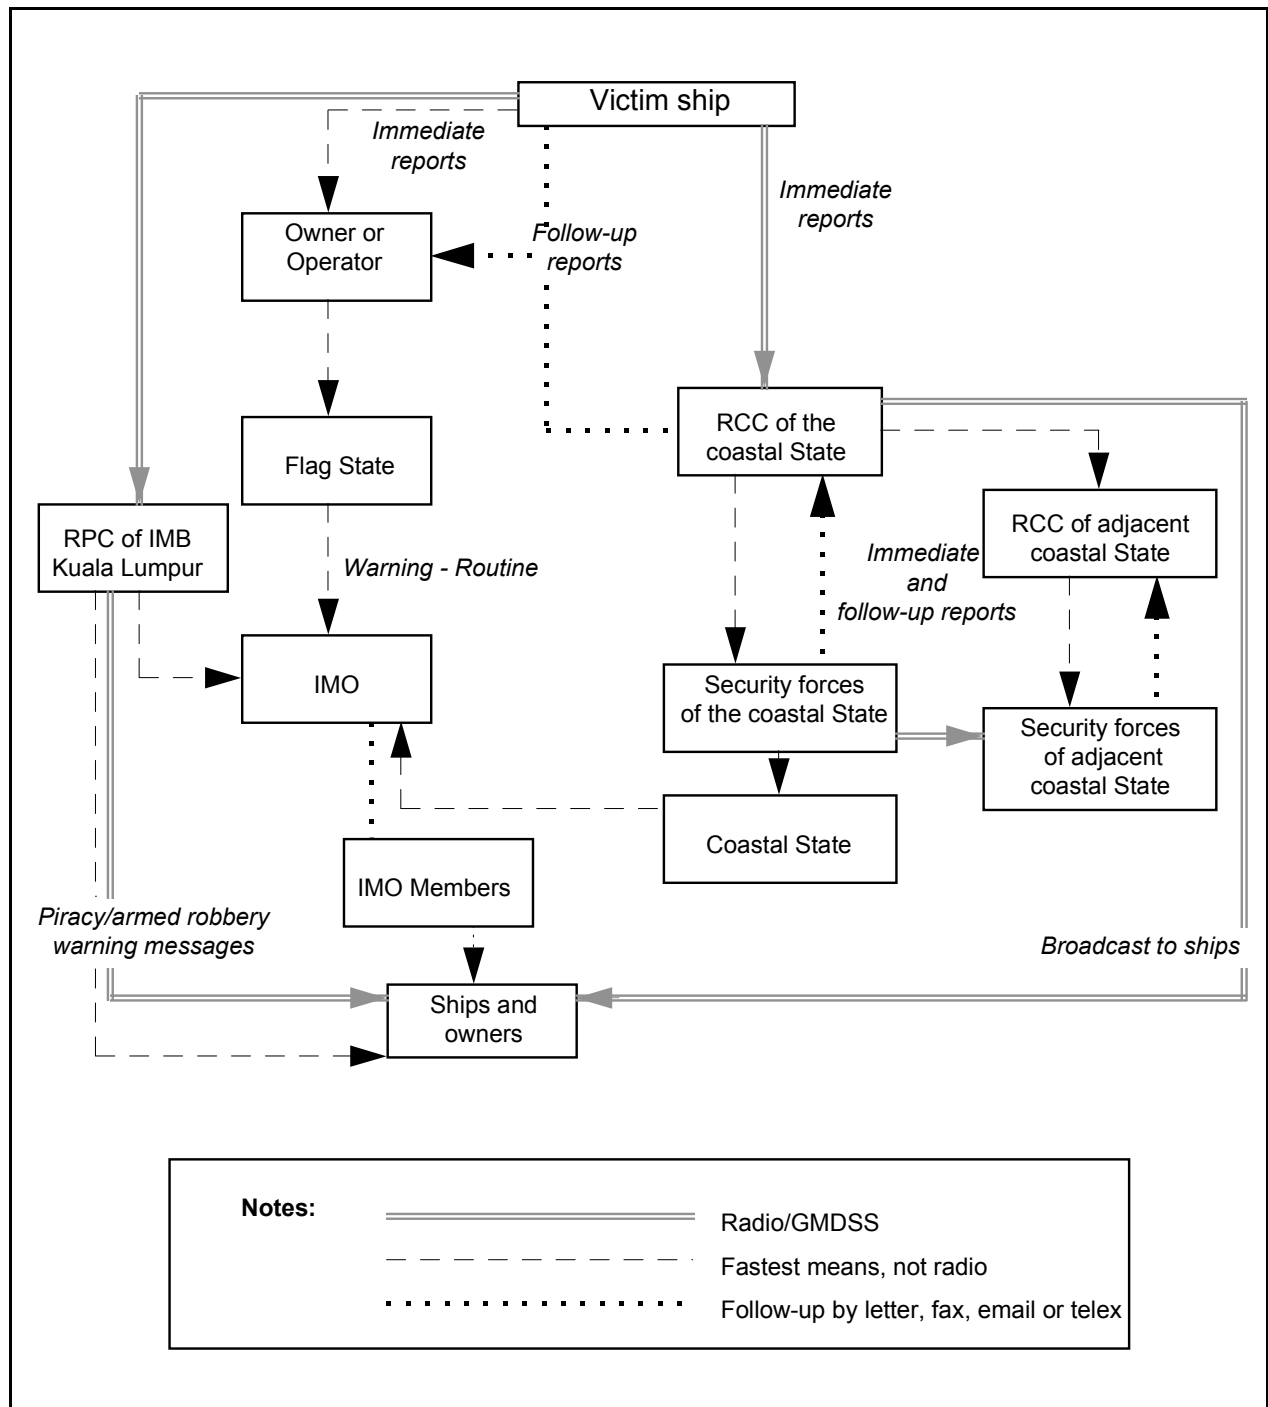 Victim ship
Immediate
reports
Immediate
reports
Owner or
Operator
Follow-up
reports
RCC of the
coastal State
Flag State
RPC of IMB
Kuala Lumpur
RCC of adjacent
coastal State
Warning - Routine
Immediate
and
follow-up reports
IMO
Security forces
of the coastal State
Security forces
of adjacent
coastal State
Coastal State
IMO Members
Piracy/armed robbery
warning messages
Broadcast to ships
Ships and
owners
Notes:
Radio/GMDSS
Fastest means, not radio
Follow-up by letter, fax, email or telex